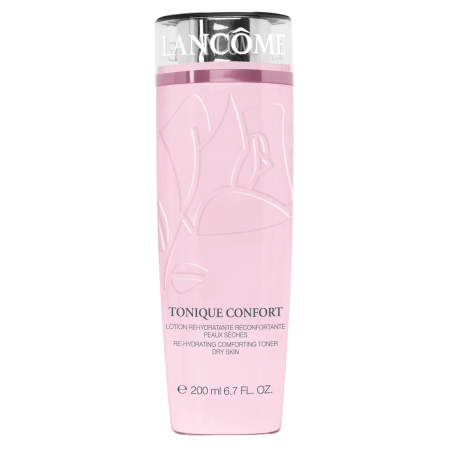 LANCÔME
TONIQUE CONFORT
LOTION RÉHYDRATANTE RÉCONFORTANTE
PEAUX SÈCHES
RE-HYDRATING COMFORTING TONER
DRY SKIN
℮ 200 ml 6.7 FL. OZ.